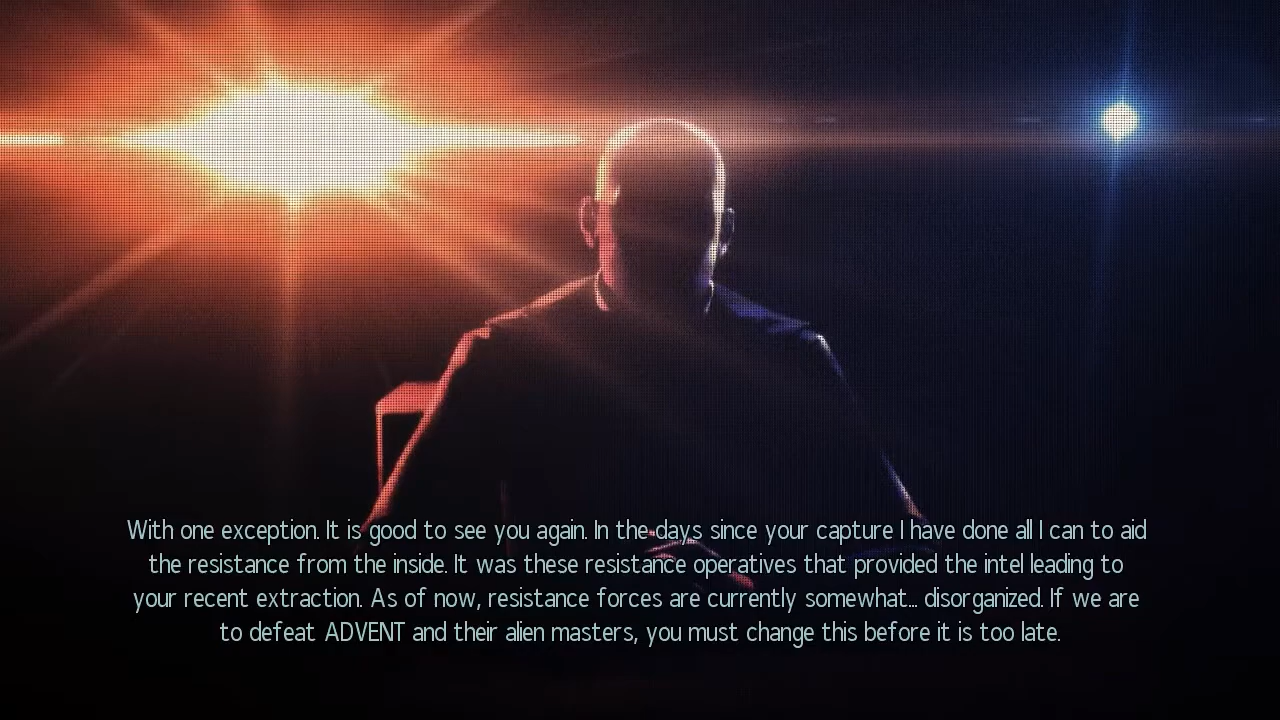 With one exception. It is good to see you again. In the days since your capture I have done all I can to aid
the resistance from the inside. It was these resistance operatives that provided the intel leading to
your recent extraction. As of now, resistance forces are currently somewhat... disorganized. If we are
to defeat ADVENT and their alien masters, you must change this before it is too late.